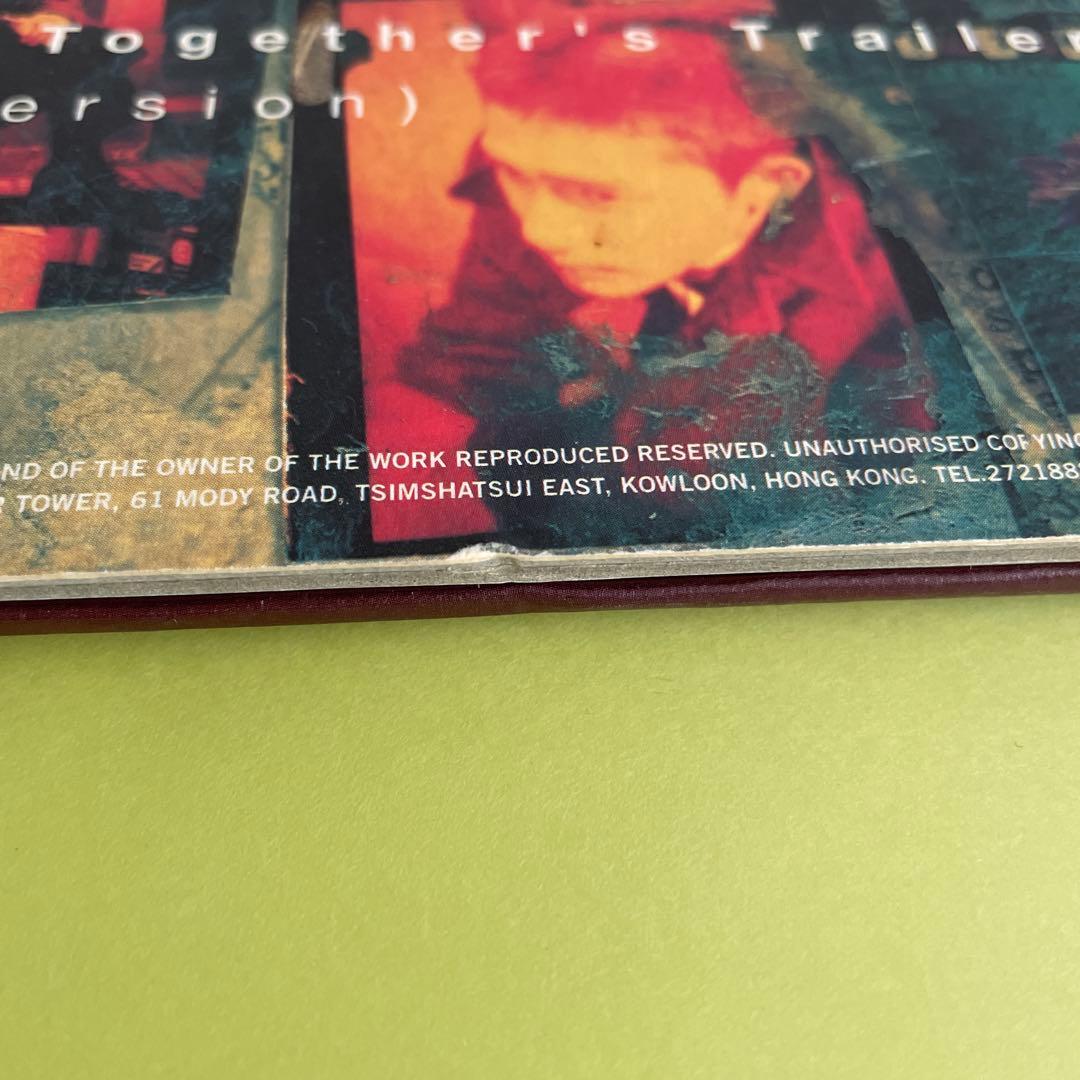 Together's Trailer
ersion)
ND OF THE OWNER OF THE WORK REPRODUCED RESERVED. UNAUTHORISED COPYING
R TOWER, 61 MODY ROAD, TSIMSHATSUI EAST, KOWLOON, HONG KONG. TEL.272188